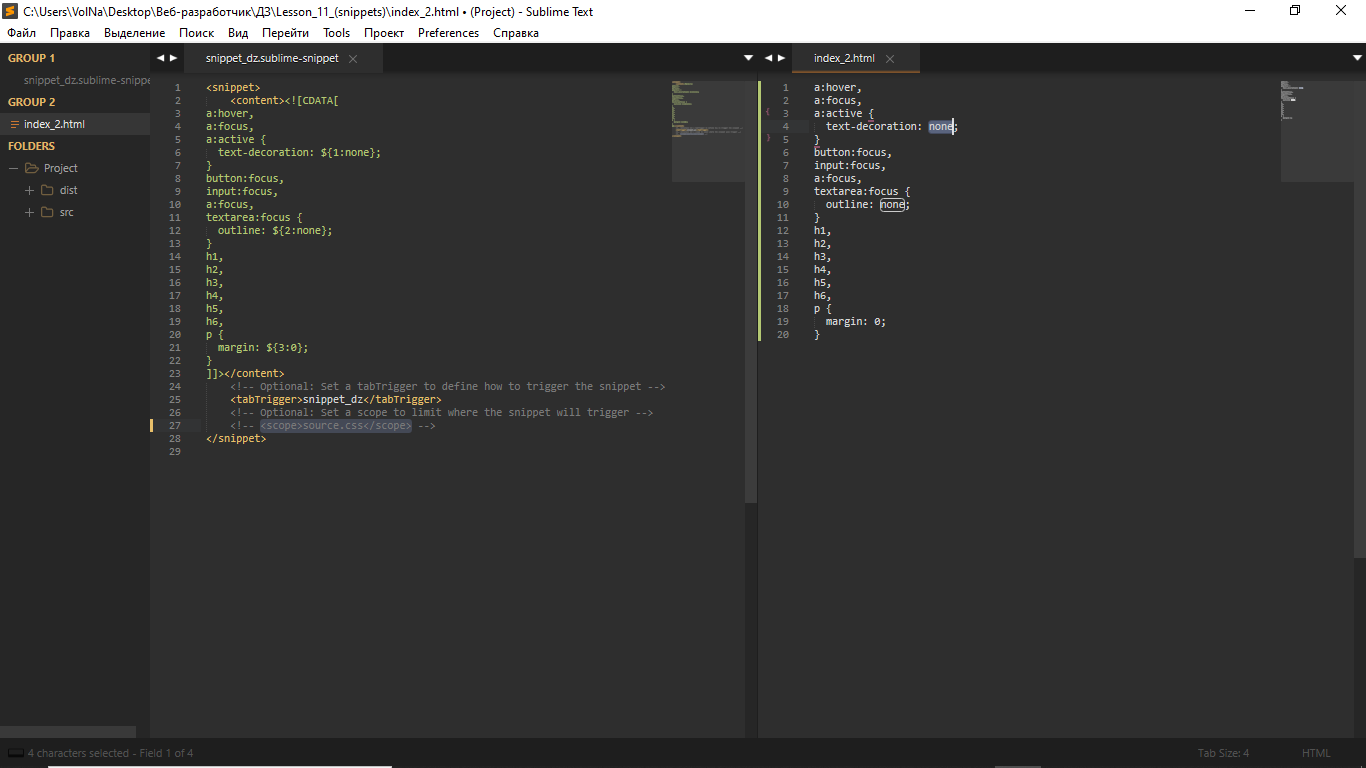 C:\Users\VolNa\Desktop\Веб-разработчик\ДЗ\Lesson_11_(snippets)\index_2.html • (Project) - Sublime Text
Файл Правка Выделение Поиск Вид Перейти Tools Проект Preferences Справка
GROUP 1
snippet_dz.sublime-snippe
GROUP 2
index_2.html
FOLDERS
Project
dist
src
snippet_dz.sublime-snippet
1 <snippet>
2 <content><![CDATA[
3 a:hover,
4 a:focus,
5 a:active {
6 text-decoration: ${1:none};
7 }
8 button:focus,
9 input:focus,
10 a:focus,
11 textarea:focus {
12 outline: ${2:none};
13 }
14 h1,
15 h2,
16 h3,
17 h4,
18 h5,
19 h6,
20 p {
21 margin: ${3:0};
22 }
23 ]]></content>
24 <!-- Optional: Set a tabTrigger to define how to trigger the snippet -->
25 <tabTrigger>snippet_dz</tabTrigger>
26 <!-- Optional: Set a scope to limit where the snippet will trigger -->
27 <!-- <scope>source.css</scope> -->
28 </snippet>
29
index_2.html
1 a:hover,
2 a:focus,
3 a:active {
4 text-decoration: none;
5 }
6 button:focus,
7 input:focus,
8 a:focus,
9 textarea:focus {
10 outline: none;
11 }
12 h1,
13 h2,
14 h3,
15 h4,
16 h5,
17 h6,
18 p {
19 margin: 0;
20 }
4 characters selected - Field 1 of 4
Tab Size: 4
HTML